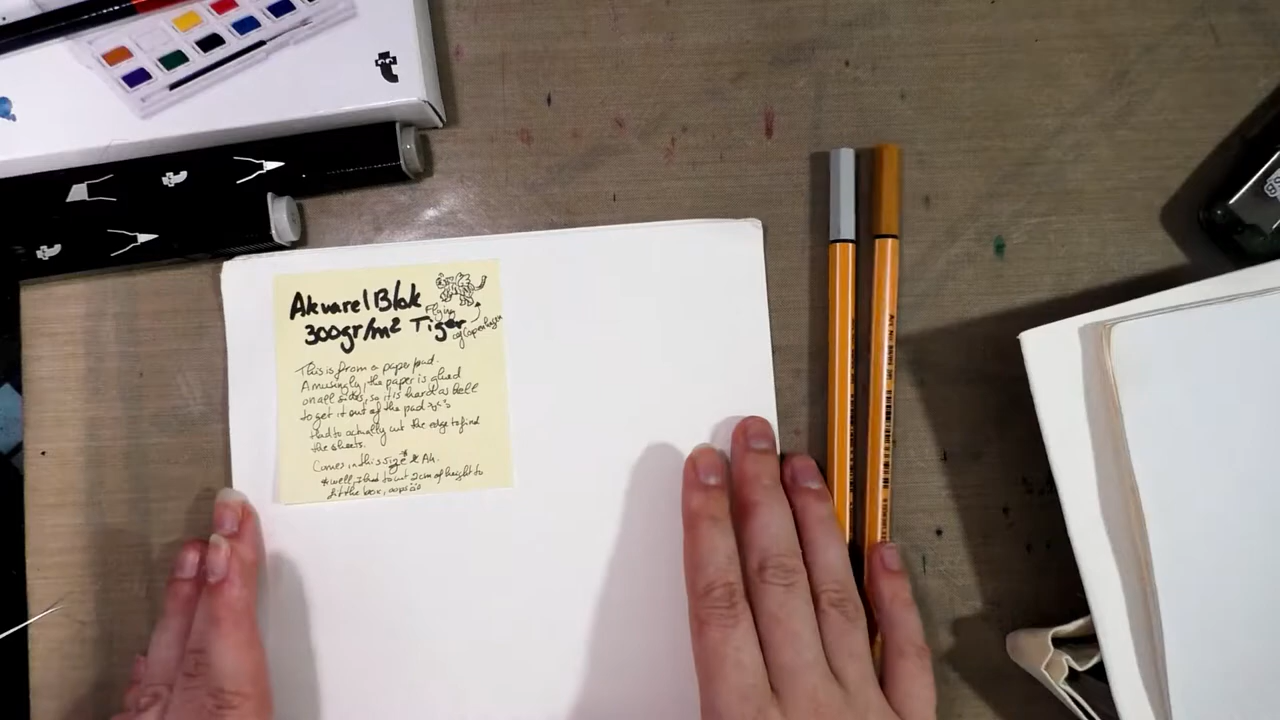 Akvarel Blok
300gr/m² Tiger
Flying
of Copenhagen
This is from a paper pad.
Amusingly, the paper is glued
on all sides, so it is hard as hell
to get it out of the pad
Had to actually cut the edge to find
the sheets.
Comes in this size* & A4.
*well, I had to cut 2 cm of height to
fit the box, oops